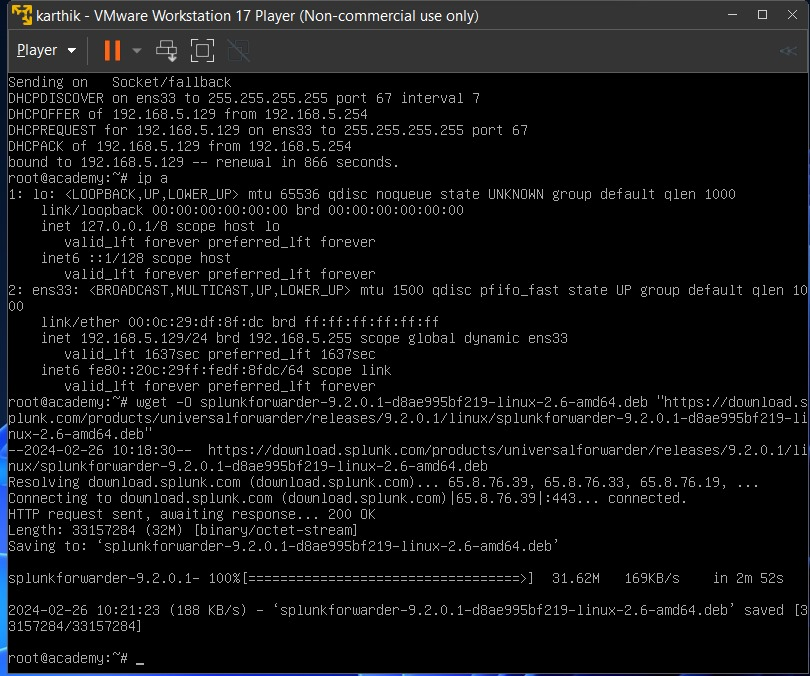 karthik - VMware Workstation 17 Player (Non-commercial use only)
Player
Sending on   Socket/fallback
DHCPDISCOVER on ens33 to 255.255.255.255 port 67 interval 7
DHCPOFFER of 192.168.5.129 from 192.168.5.254
DHCPREQUEST for 192.168.5.129 on ens33 to 255.255.255.255 port 67
DHCPACK of 192.168.5.129 from 192.168.5.254
bound to 192.168.5.129 -- renewal in 866 seconds.
root@academy:~# ip a
1: lo: <LOOPBACK,UP,LOWER_UP> mtu 65536 qdisc noqueue state UNKNOWN group default qlen 1000
    link/loopback 00:00:00:00:00:00 brd 00:00:00:00:00:00
    inet 127.0.0.1/8 scope host lo
       valid_lft forever preferred_lft forever
    inet6 ::1/128 scope host
       valid_lft forever preferred_lft forever
2: ens33: <BROADCAST,MULTICAST,UP,LOWER_UP> mtu 1500 qdisc pfifo_fast state UP group default qlen 10
00
    link/ether 00:0c:29:df:8f:dc brd ff:ff:ff:ff:ff:ff
    inet 192.168.5.129/24 brd 192.168.5.255 scope global dynamic ens33
       valid_lft 1637sec preferred_lft 1637sec
    inet6 fe80::20c:29ff:fedf:8fdc/64 scope link
       valid_lft forever preferred_lft forever
root@academy:~# wget -O splunkforwarder-9.2.0.1-d8ae995bf219-linux-2.6-amd64.deb "https://download.s
plunk.com/products/universalforwarder/releases/9.2.0.1/linux/splunkforwarder-9.2.0.1-d8ae995bf219-li
nux-2.6-amd64.deb"
--2024-02-26 10:18:30--  https://download.splunk.com/products/universalforwarder/releases/9.2.0.1/li
nux/splunkforwarder-9.2.0.1-d8ae995bf219-linux-2.6-amd64.deb
Resolving download.splunk.com (download.splunk.com)... 65.8.76.39, 65.8.76.33, 65.8.76.19, ...
Connecting to download.splunk.com (download.splunk.com)|65.8.76.39|:443... connected.
HTTP request sent, awaiting response... 200 OK
Length: 33157284 (32M) [binary/octet-stream]
Saving to: ‘splunkforwarder-9.2.0.1-d8ae995bf219-linux-2.6-amd64.deb’
splunkforwarder-9.2.0.1- 100%[==================================>]  31.62M   169KB/s    in 2m 52s
2024-02-26 10:21:23 (188 KB/s) - ‘splunkforwarder-9.2.0.1-d8ae995bf219-linux-2.6-amd64.deb’ saved [3
3157284/33157284]
root@academy:~# _